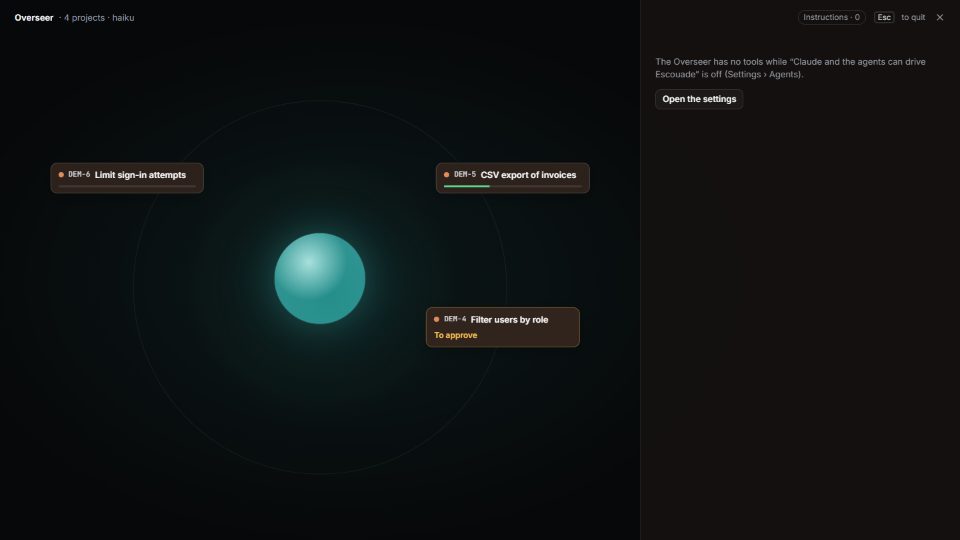 Overseer · 4 projects · haiku
Instructions · 0 Esc to quit ×
The Overseer has no tools while “Claude and the agents can drive
Escouade” is off (Settings › Agents).
Open the settings
DEM-6 Limit sign-in attempts
DEM-5 CSV export of invoices
DEM-4 Filter users by role
To approve